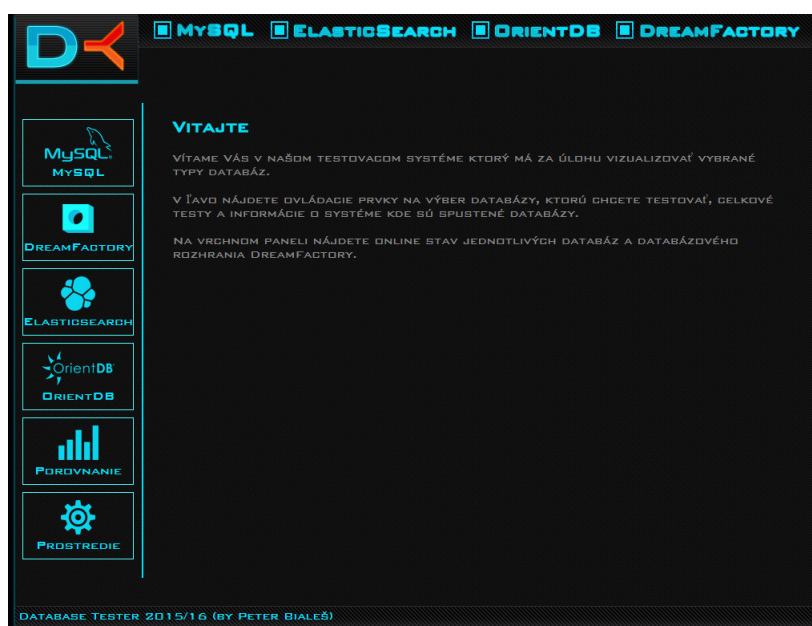 MySQL ElasticSearch OrientDB DreamFactory
DK
MySQL
MySQL
DreamFactory
Elasticsearch
OrientDB
OrientDB
Porovnanie
Prostredie
Vitajte
Vítame Vás v našom testovacom systéme ktorý má za úlohu vizualizovať vybrané
typy databáz.
V ľavo nájdete ovládacie prvky na výber databázy, ktorú chcete testovať, celkové
testy a informácie o systéme kde sú spustené databázy.
Na vrchnom paneli nájdete online stav jednotlivých databáz a databázového
rozhrania DreamFactory.
Database Tester 2015/16 (by Peter Bialeš)